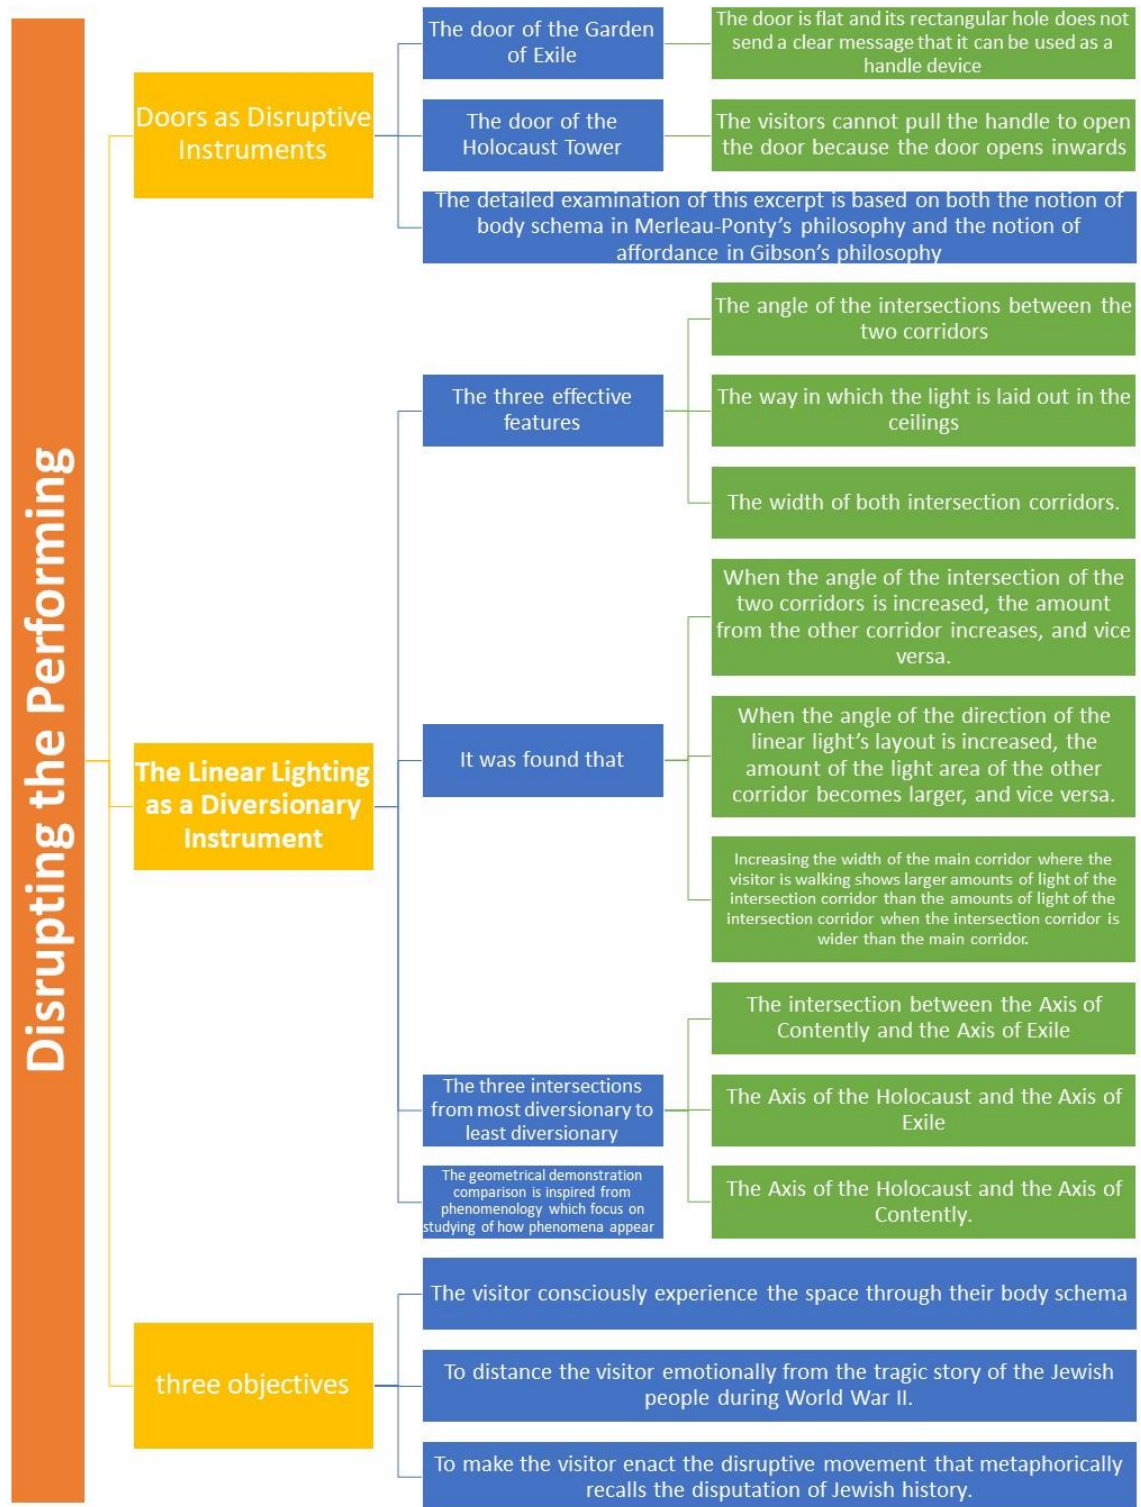 Disrupting the Performing
Doors as Disruptive
Instruments
The door of the Garden
of Exile
The door is flat and its rectangular hole does not
send a clear message that it can be used as a
handle device
The door of the
Holocaust Tower
The visitors cannot pull the handle to open
the door because the door opens inwards
The detailed examination of this excerpt is based on both the notion of
body schema in Merleau-Ponty's philosophy and the notion of
affordance in Gibson's philosophy
The Linear Lighting
as a Diversionary
Instrument
The three effective
features
The angle of the intersections between the
two corridors
The way in which the light is laid out in the
ceilings
The width of both intersection corridors.
It was found that
When the angle of the intersection of the
two corridors is increased, the amount
from the other corridor increases, and vice
versa.
When the angle of the direction of the
linear light's layout is increased, the
amount of the light area of the other
corridor becomes larger, and vice versa.
Increasing the width of the main corridor where the
visitor is walking shows larger amounts of light of the
intersection corridor than the amounts of light of the
intersection corridor when the intersection corridor is
wider than the main corridor.
The three intersections
from most diversionary to
least diversionary
The intersection between the Axis of
Contently and the Axis of Exile
The Axis of the Holocaust and the Axis of
Exile
The Axis of the Holocaust and the Axis of
Contently.
The geometrical demonstration
comparison is inspired from
phenomenology which focus on
studying of how phenomena appear
three objectives
The visitor consciously experience the space through their body schema
To distance the visitor emotionally from the tragic story of the Jewish
people during World War II.
To make the visitor enact the disruptive movement that metaphorically
recalls the disputation of Jewish history.